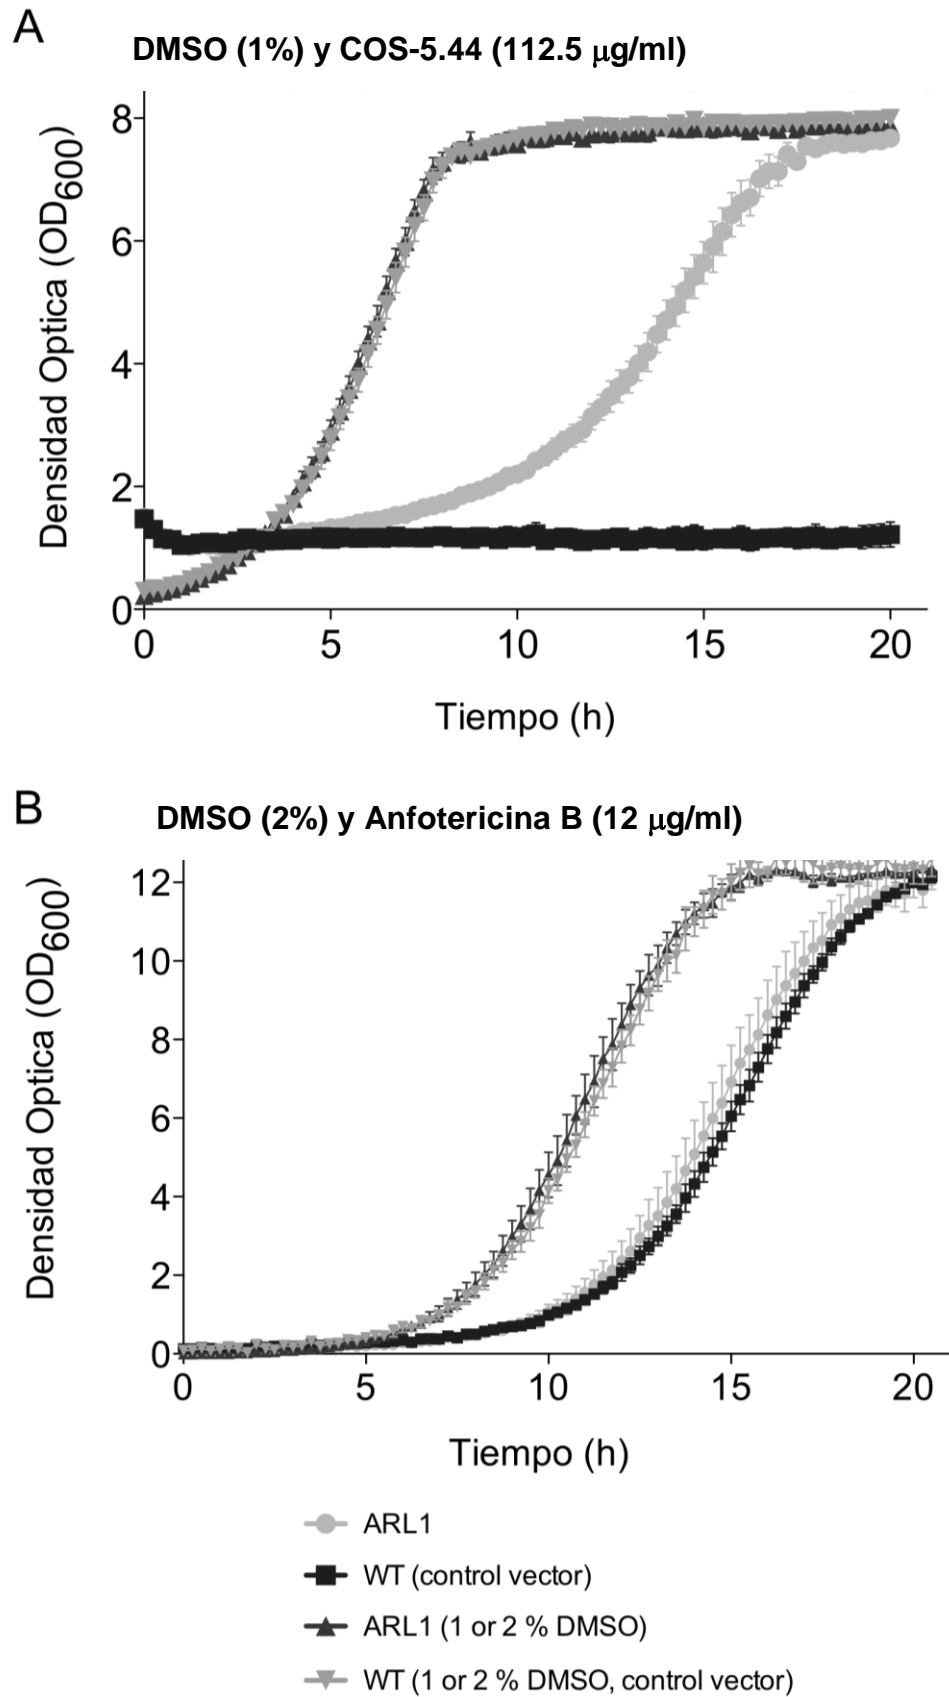 A
DMSO (1%) y COS-5.44 (112.5 μg/ml)
Densidad Optica (OD600)
8
6
4
2
0
0 5 10 15 20
Tiempo (h)
B
DMSO (2%) y Anfotericina B (12 μg/ml)
Densidad Optica (OD600)
12
10
8
6
4
2
0
0 5 10 15 20
Tiempo (h)
ARL1
WT (control vector)
ARL1 (1 or 2 % DMSO)
WT (1 or 2 % DMSO, control vector)